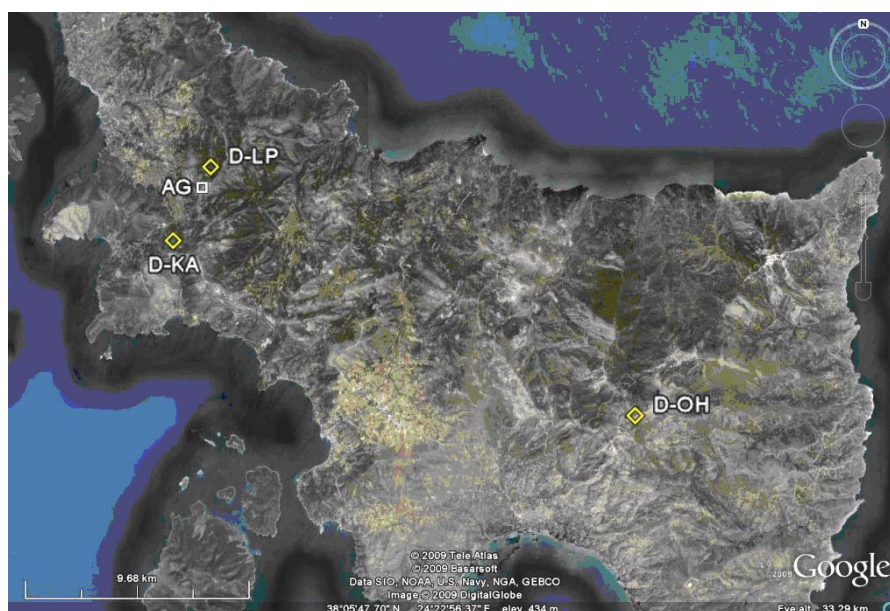 N
D-LP
AG
D-KA
D-OH
© 2009 Tele Atlas
© 2009 Basarsoft
Data SIO, NOAA, U.S. Navy, NGA, GEBCO
Image © 2009 DigitalGlobe
©2009 Google
9.68 km
38°05'47.70" N 24°22'56.37" E elev 434 m
Eye alt 33.29 km